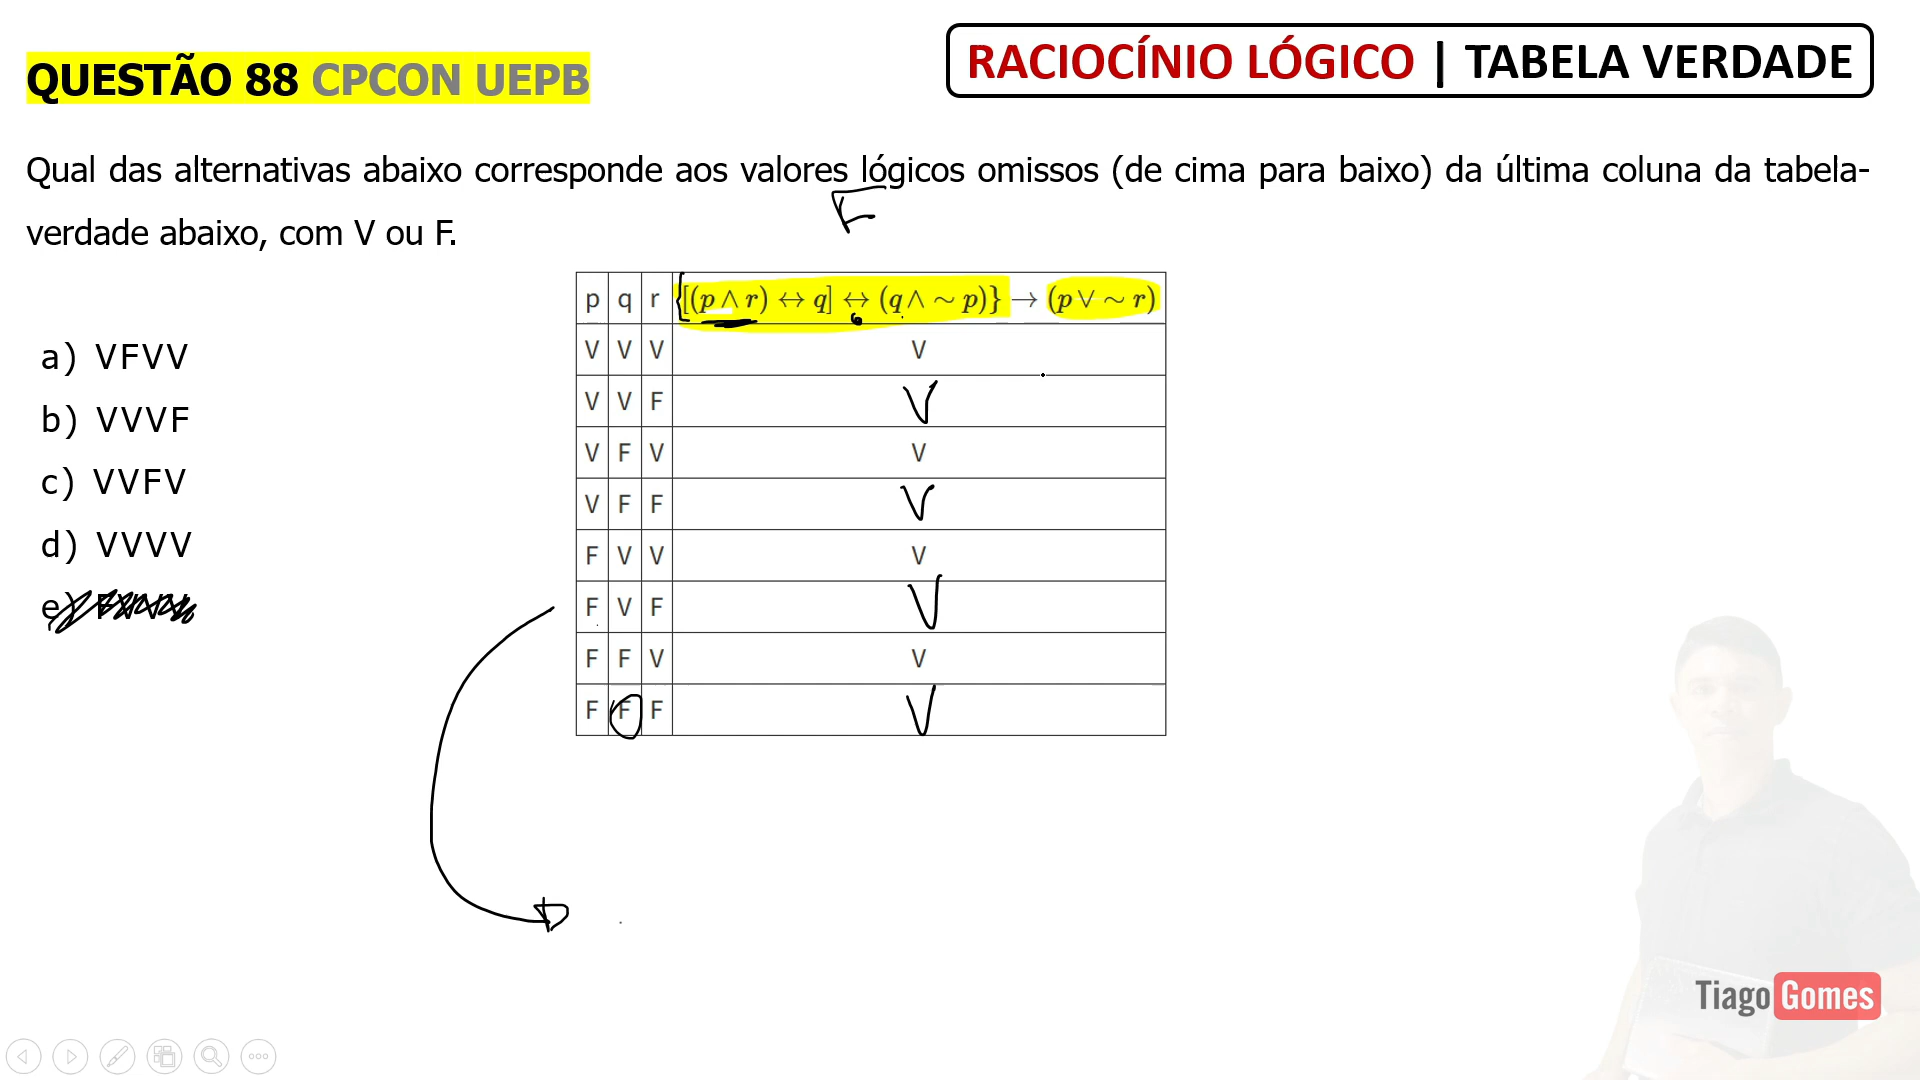 QUESTÃO 88 CPCON UEPB
RACIOCÍNIO LÓGICO | TABELA VERDADE
Qual das alternativas abaixo corresponde aos valores lógicos omissos (de cima para baixo) da última coluna da tabela-
verdade abaixo, com V ou F.
F
p q r {[(p ∧ r) ↔ q] ↔ (q ∧ ~ p)} → (p ∨ ~ r)
V V V V
V V F V
V F V V
V F F V
F V V V
F V F V
F F V V
F F F V
a) VFVV
b) VVVF
c) VVFV
d) VVVV
e) FVVV
Tiago Gomes